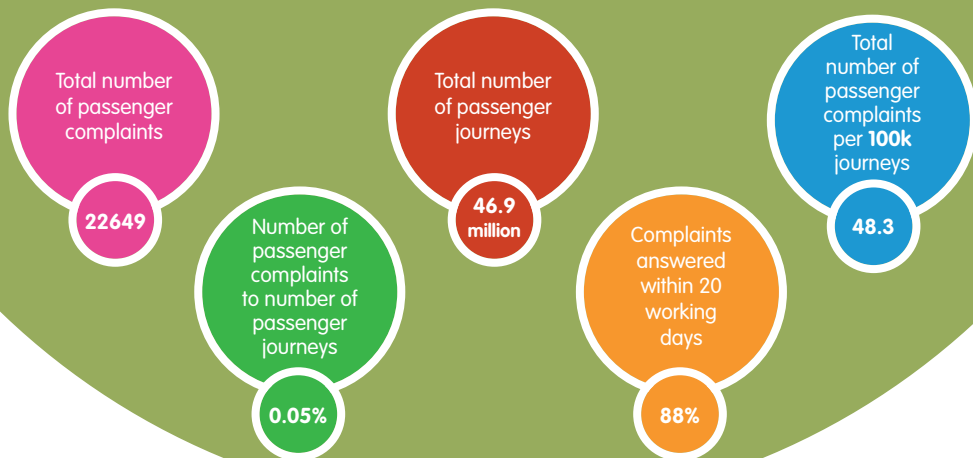 Total number
of passenger
complaints
22649
Number of
passenger
complaints
to number of
passenger
journeys
0.05%
Total number
of passenger
journeys
46.9
million
Complaints
answered
within 20
working
days
88%
Total
number of
passenger
complaints
per 100k
journeys
48.3